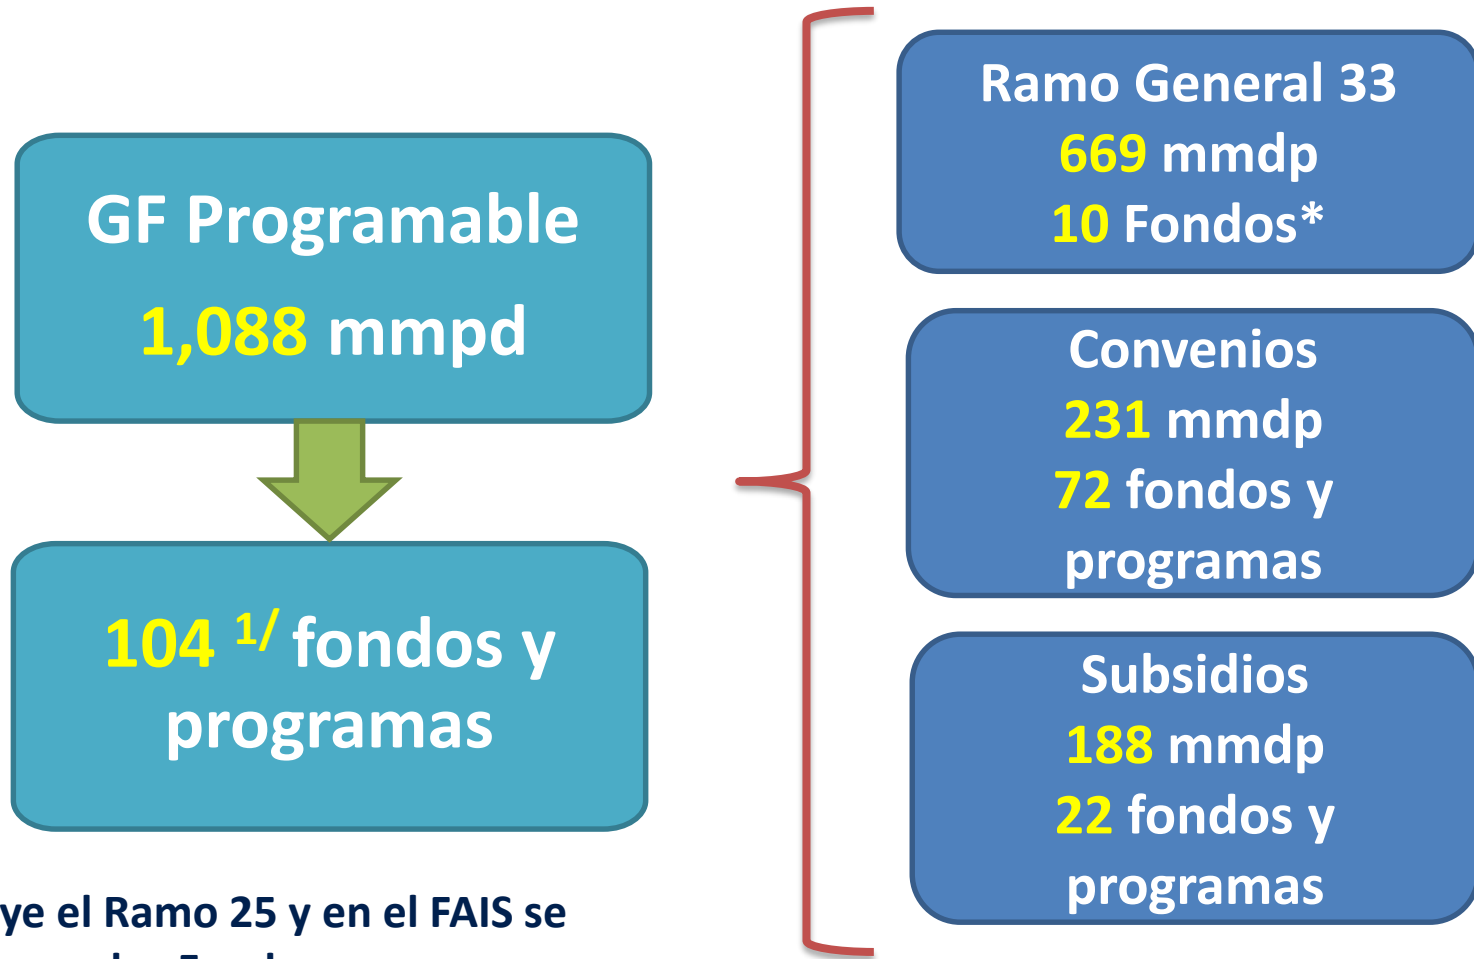 GF Programable
1,088 mmpd
104 1/ fondos y
programas
ye el Ramo 25 y en el FAIS se
Ramo General 33
669 mmdp
10 Fondos*
Convenios
231 mmdp
72 fondos y
programas
Subsidios
188 mmdp
22 fondos y
programas